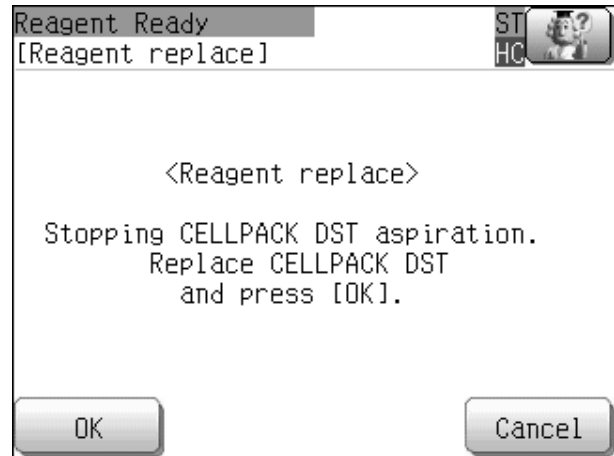 Reagent Ready ST
[Reagent replace] HC
?
<Reagent replace>
Stopping CELLPACK DST aspiration.
Replace CELLPACK DST
and press [OK].
OK Cancel